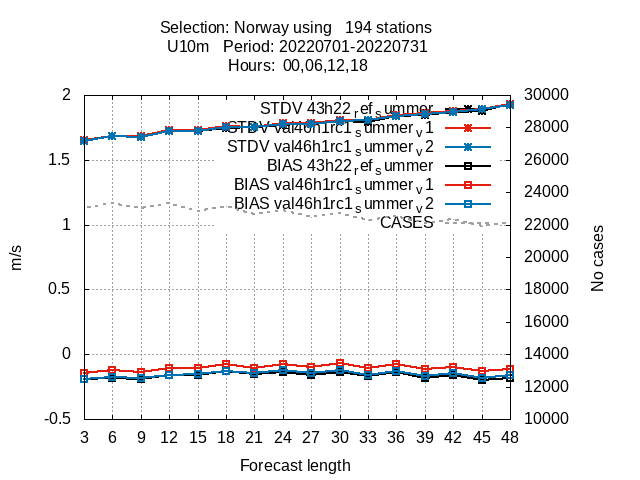 Selection: Norway using 194 stations
U10m Period: 20220701-20220731
Hours: 00,06,12,18
2 30000
STDV 43h22ref_summer
STDV val46h1rc1_summer_v1
28000
STDV val46h1rc1_summer_v2
1.5 26000
BIAS 43h22ref_summer
BIAS val46h1rc1_summer_v1
24000
BIAS val46h1rc1_summer_v2
CASES
1 22000
20000
0.5 18000
16000
0 14000
12000
-0.5 10000
m/s
No cases
3 6 9 12 15 18 21 24 27 30 33 36 39 42 45 48
Forecast length